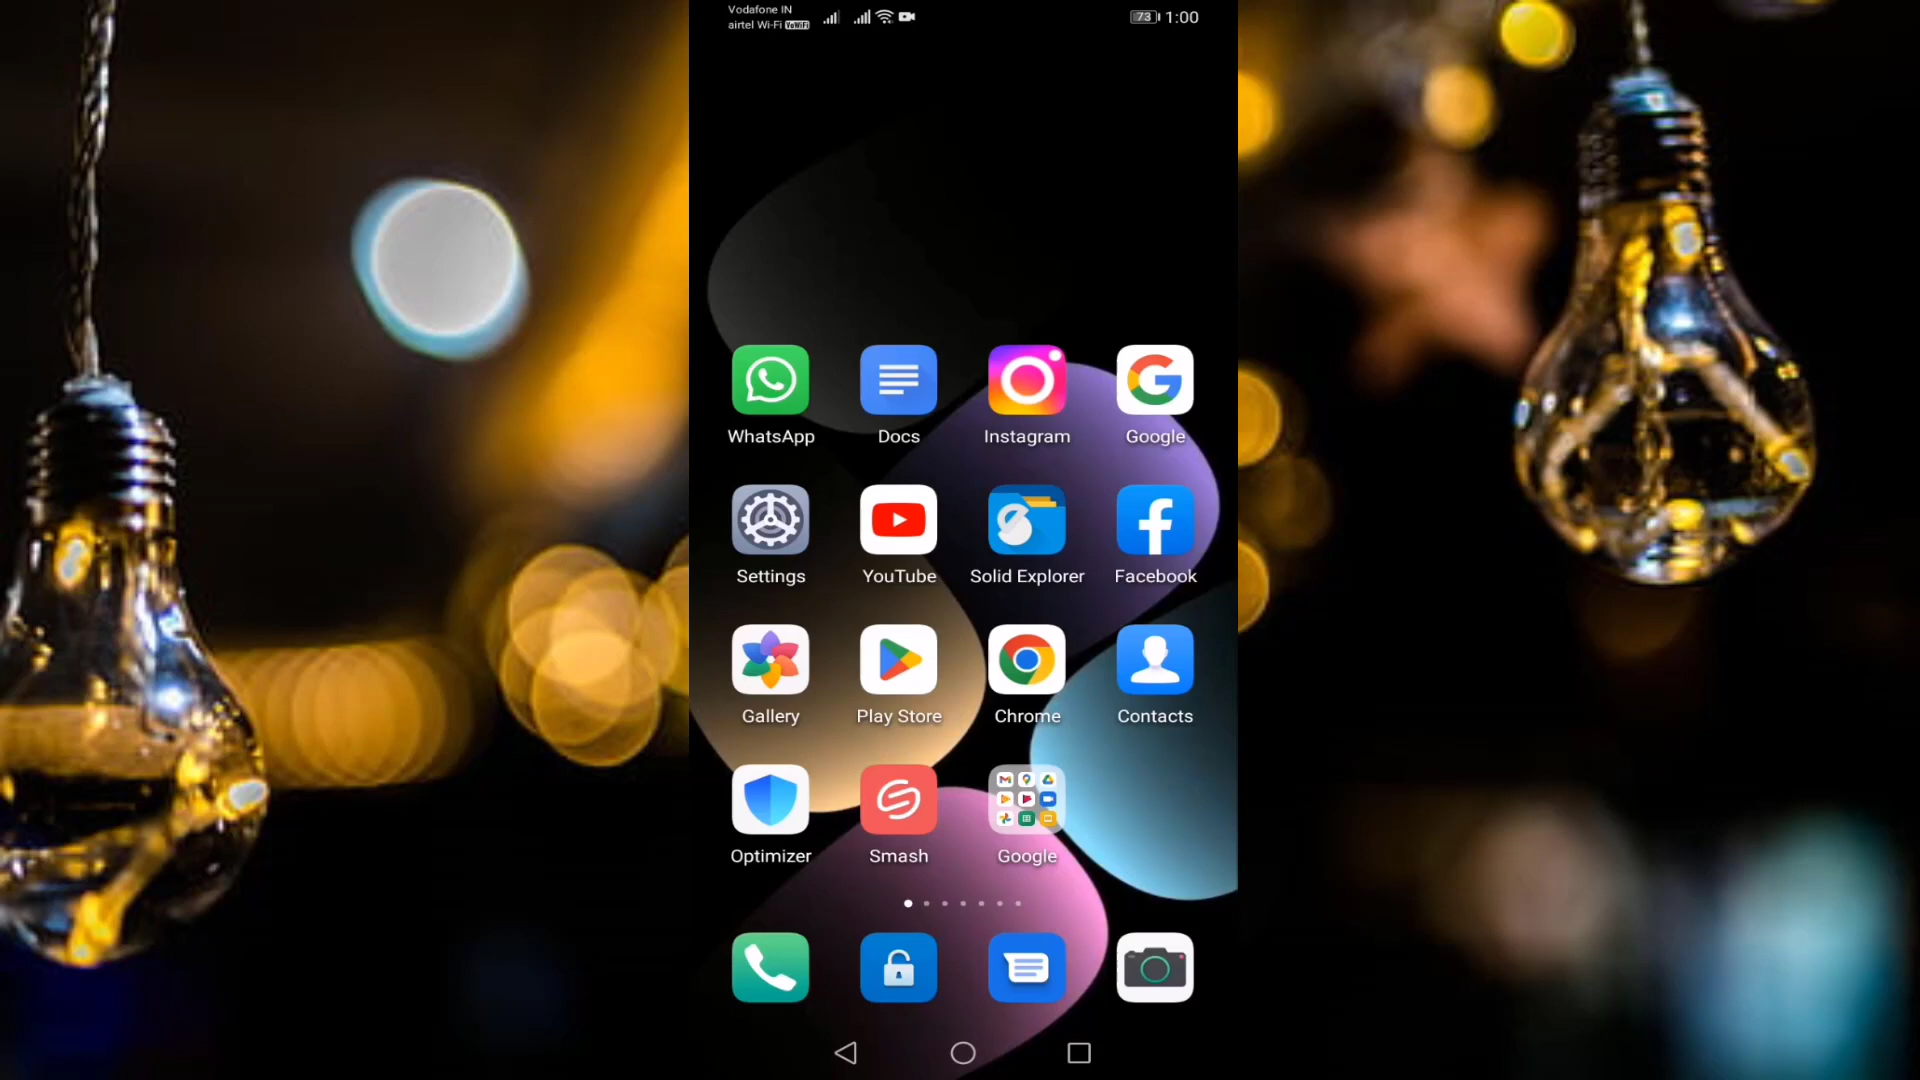 Vodafone IN
airtel Wi-Fi VoWiFi
73 1:00
WhatsApp Docs Instagram Google
Settings YouTube Solid Explorer Facebook
Gallery Play Store Chrome Contacts
Optimizer Smash Google